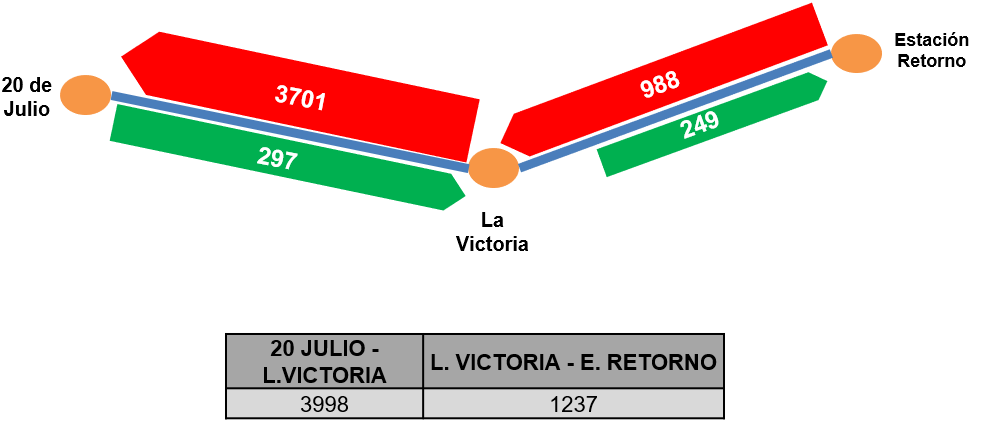 20 de
Julio
3701
297
988
249
Estación
Retorno
La
Victoria
20 JULIO -
L.VICTORIA
L. VICTORIA - E. RETORNO
3998
1237